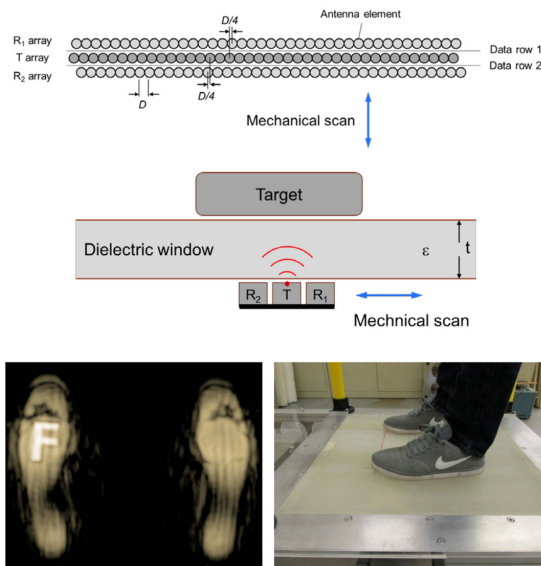 D/4
Antenna element
R1 array
Data row 1
T array
Data row 2
R2 array
D
D/4
Mechanical scan
Target
Dielectric window
ε
t
R2
T
R1
Mechnical scan
F